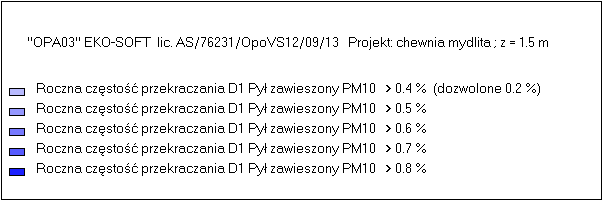 "OPA03" EKO-SOFT lic. AS/76231/OpoVS12/09/13 Projekt: chewnia mydlita ; z = 1.5 m
Roczna częstość przekraczania D1 Pył zawieszony PM10 > 0.4 % (dozwolone 0.2 %)
Roczna częstość przekraczania D1 Pył zawieszony PM10 > 0.5 %
Roczna częstość przekraczania D1 Pył zawieszony PM10 > 0.6 %
Roczna częstość przekraczania D1 Pył zawieszony PM10 > 0.7 %
Roczna częstość przekraczania D1 Pył zawieszony PM10 > 0.8 %